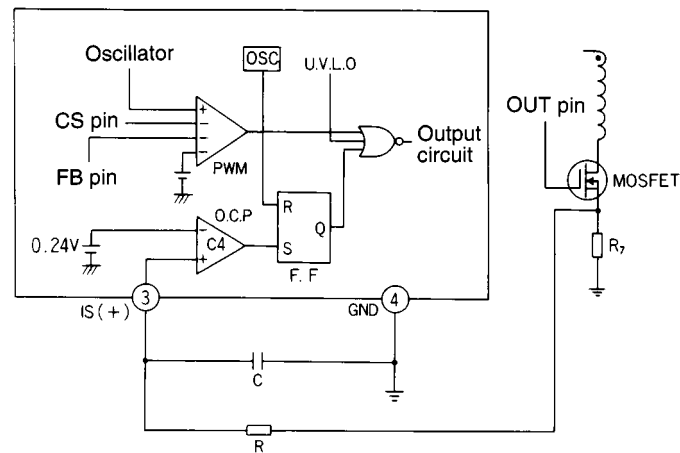 OSC
U.V.L.O
Oscillator
CS pin
FB pin
+
−
−
−
PWM
Output
circuit
OUT pin
MOSFET
R₇
O.C.P
R
S
Q
F.F
0.24V
−
C4
+
3
IS(+)
4
GND
C
R